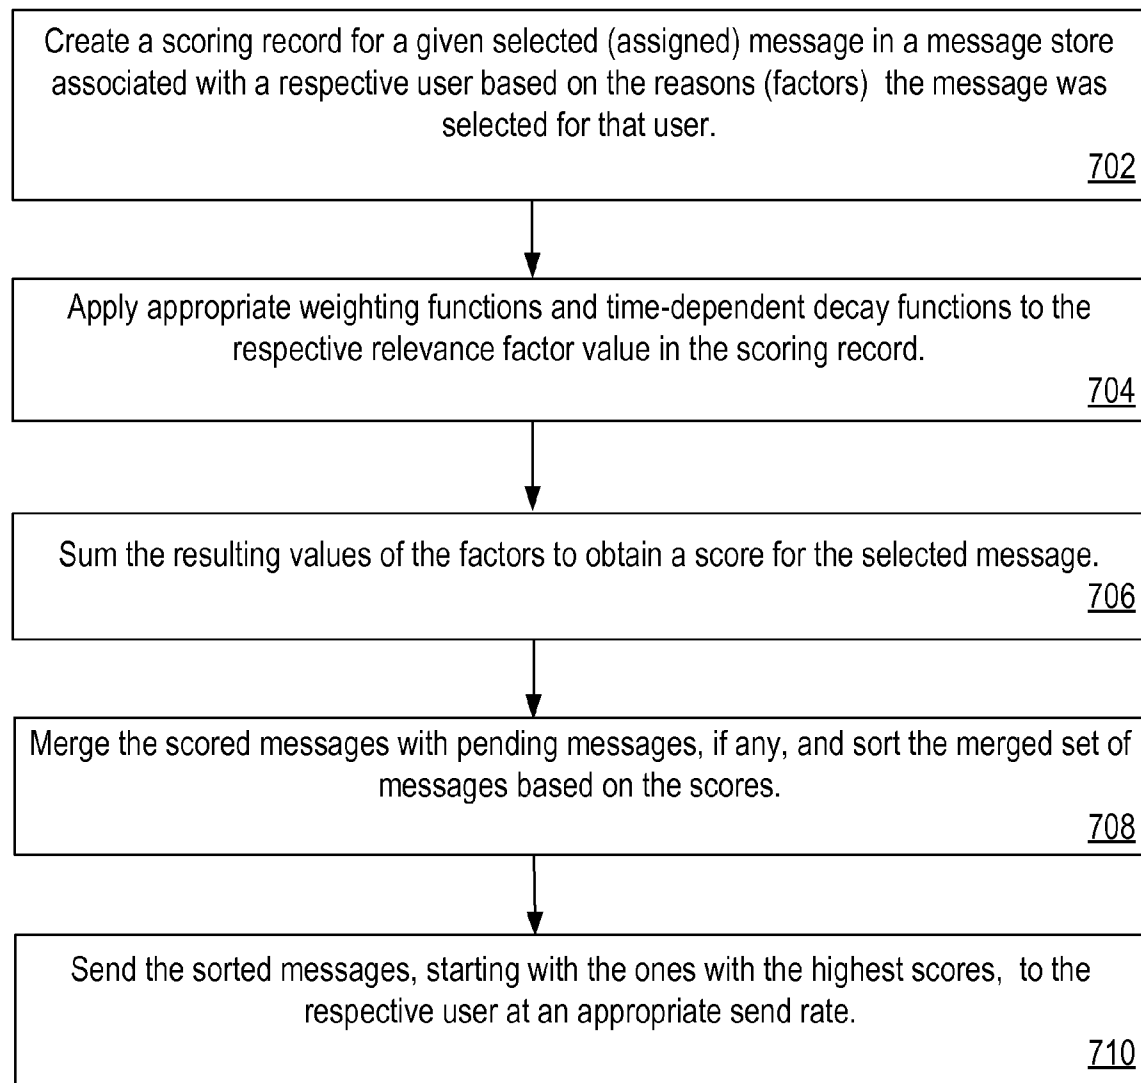 Create a scoring record for a given selected (assigned) message in a message store
associated with a respective user based on the reasons (factors) the message was
selected for that user.
702
Apply appropriate weighting functions and time-dependent decay functions to the
respective relevance factor value in the scoring record.
704
Sum the resulting values of the factors to obtain a score for the selected message.
706
Merge the scored messages with pending messages, if any, and sort the merged set of
messages based on the scores.
708
Send the sorted messages, starting with the ones with the highest scores, to the
respective user at an appropriate send rate.
710